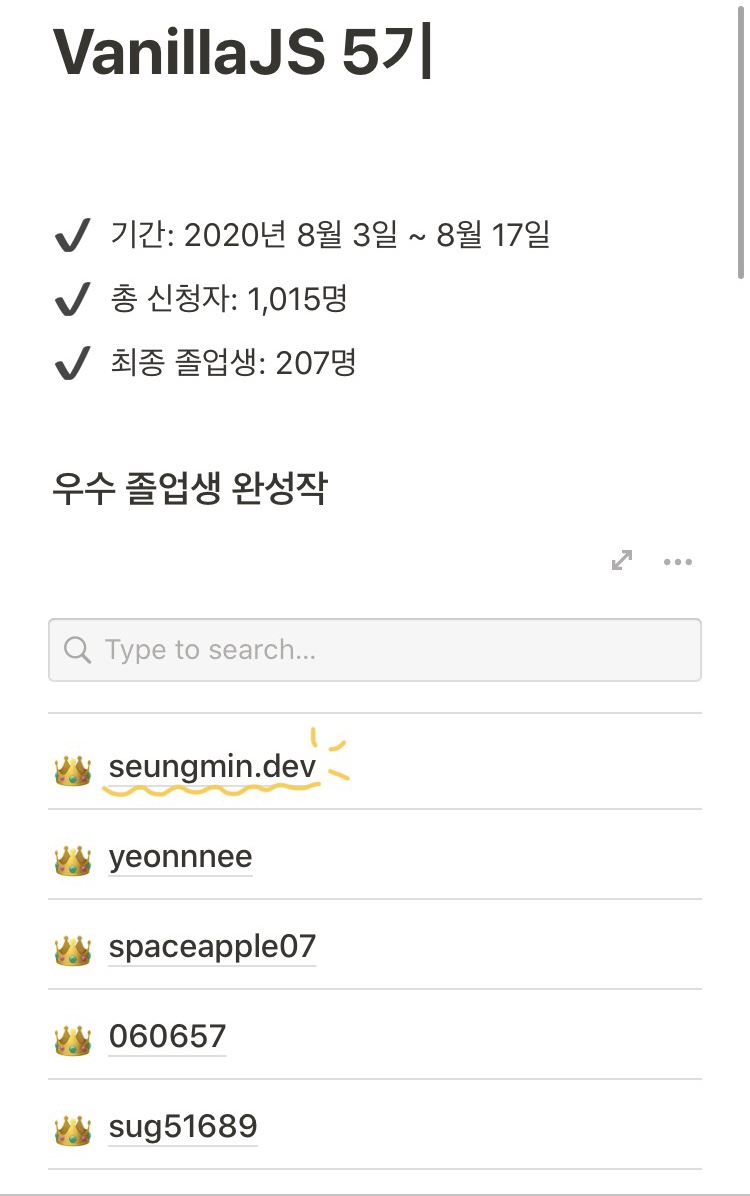 VanillaJS 5기
✔ 기간: 2020년 8월 3일 ~ 8월 17일
✔ 총 신청자: 1,015명
✔ 최종 졸업생: 207명
우수 졸업생 완성작
Type to search...
seungmin.dev
yeonnnee
spaceapple07
060657
sug51689